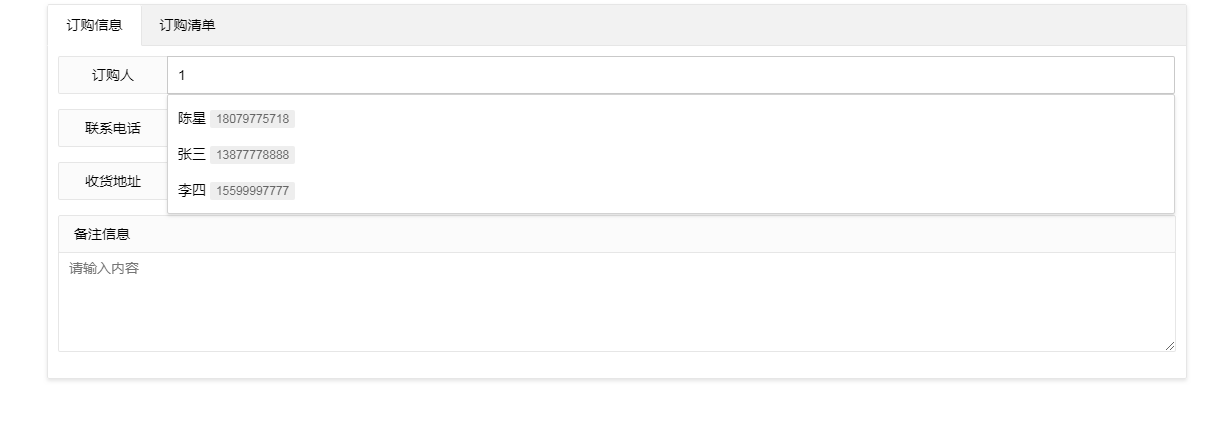 订购信息 订购清单
订购人 1
陈星 18079775718
联系电话
张三 13877778888
收货地址
李四 15599997777
备注信息
请输入内容